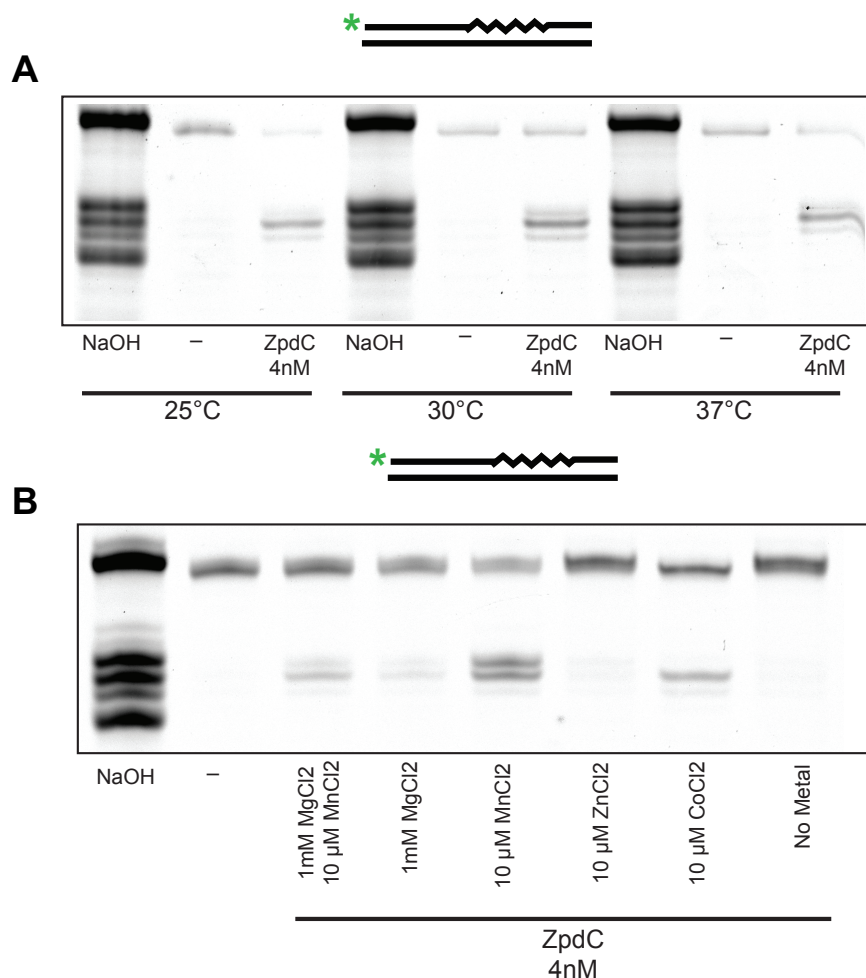 *
A
NaOH
–
ZpdC
4nM
NaOH
–
ZpdC
4nM
NaOH
–
ZpdC
4nM
25°C
30°C
37°C
*
B
NaOH
–
1mM MgCl2
10 µM MnCl2
1mM MgCl2
10 µM MnCl2
10 µM ZnCl2
10 µM CoCl2
No Metal
ZpdC
4nM